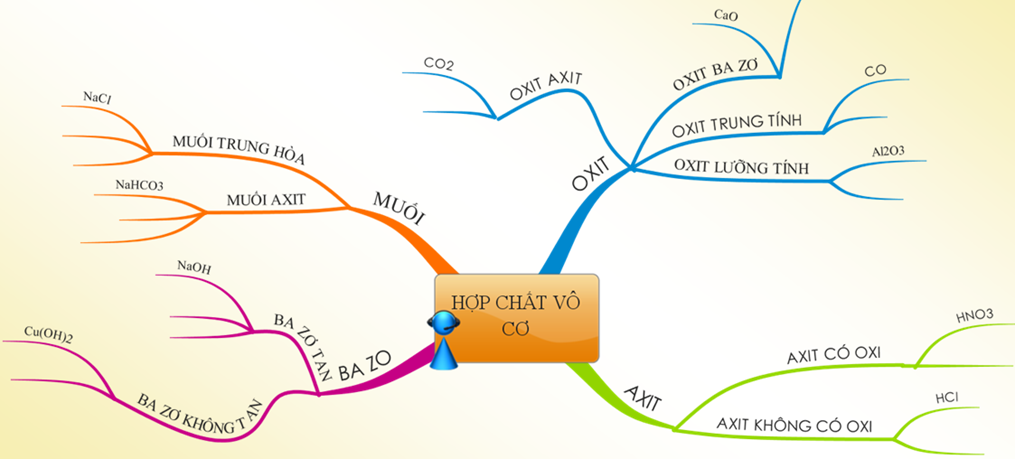 HỢP CHẤT VÔ
CƠ
OXIT
OXIT AXIT
CO2
OXIT BA ZƠ
CaO
OXIT TRUNG TÍNH
CO
OXIT LƯỠNG TÍNH
Al2O3
AXIT
AXIT CÓ OXI
HNO3
AXIT KHÔNG CÓ OXI
HCl
BA ZO
BA ZƠ TAN
NaOH
BA ZƠ KHÔNG TAN
Cu(OH)2
MUỐI
MUỐI TRUNG HÒA
NaCl
MUỐI AXIT
NaHCO3